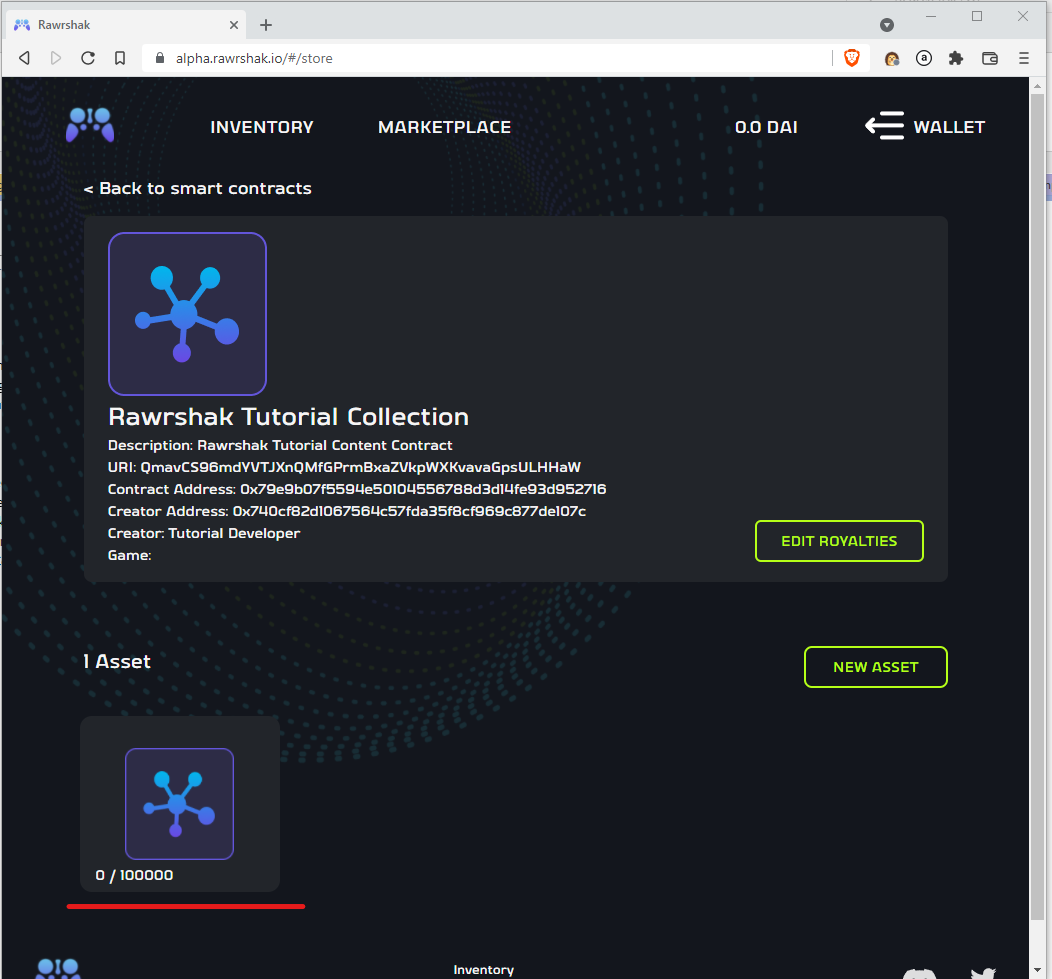 Rawrshak
alpha.rawrshak.io/#/store
INVENTORY
MARKETPLACE
0.0 DAI
WALLET
< Back to smart contracts
Rawrshak Tutorial Collection
Description: Rawrshak Tutorial Content Contract
URI: QmavCS96mdYVTJXnQMfGPrmBxaZVkpWXKvavaGpsULHHaW
Contract Address: 0x79e9b07f5594e50104556788d3d14fe93d952716
Creator Address: 0x740cf82d1067564c57fda35f8cf969c877de107c
Creator: Tutorial Developer
Game:
EDIT ROYALTIES
1 Asset
NEW ASSET
0 / 100000
Inventory